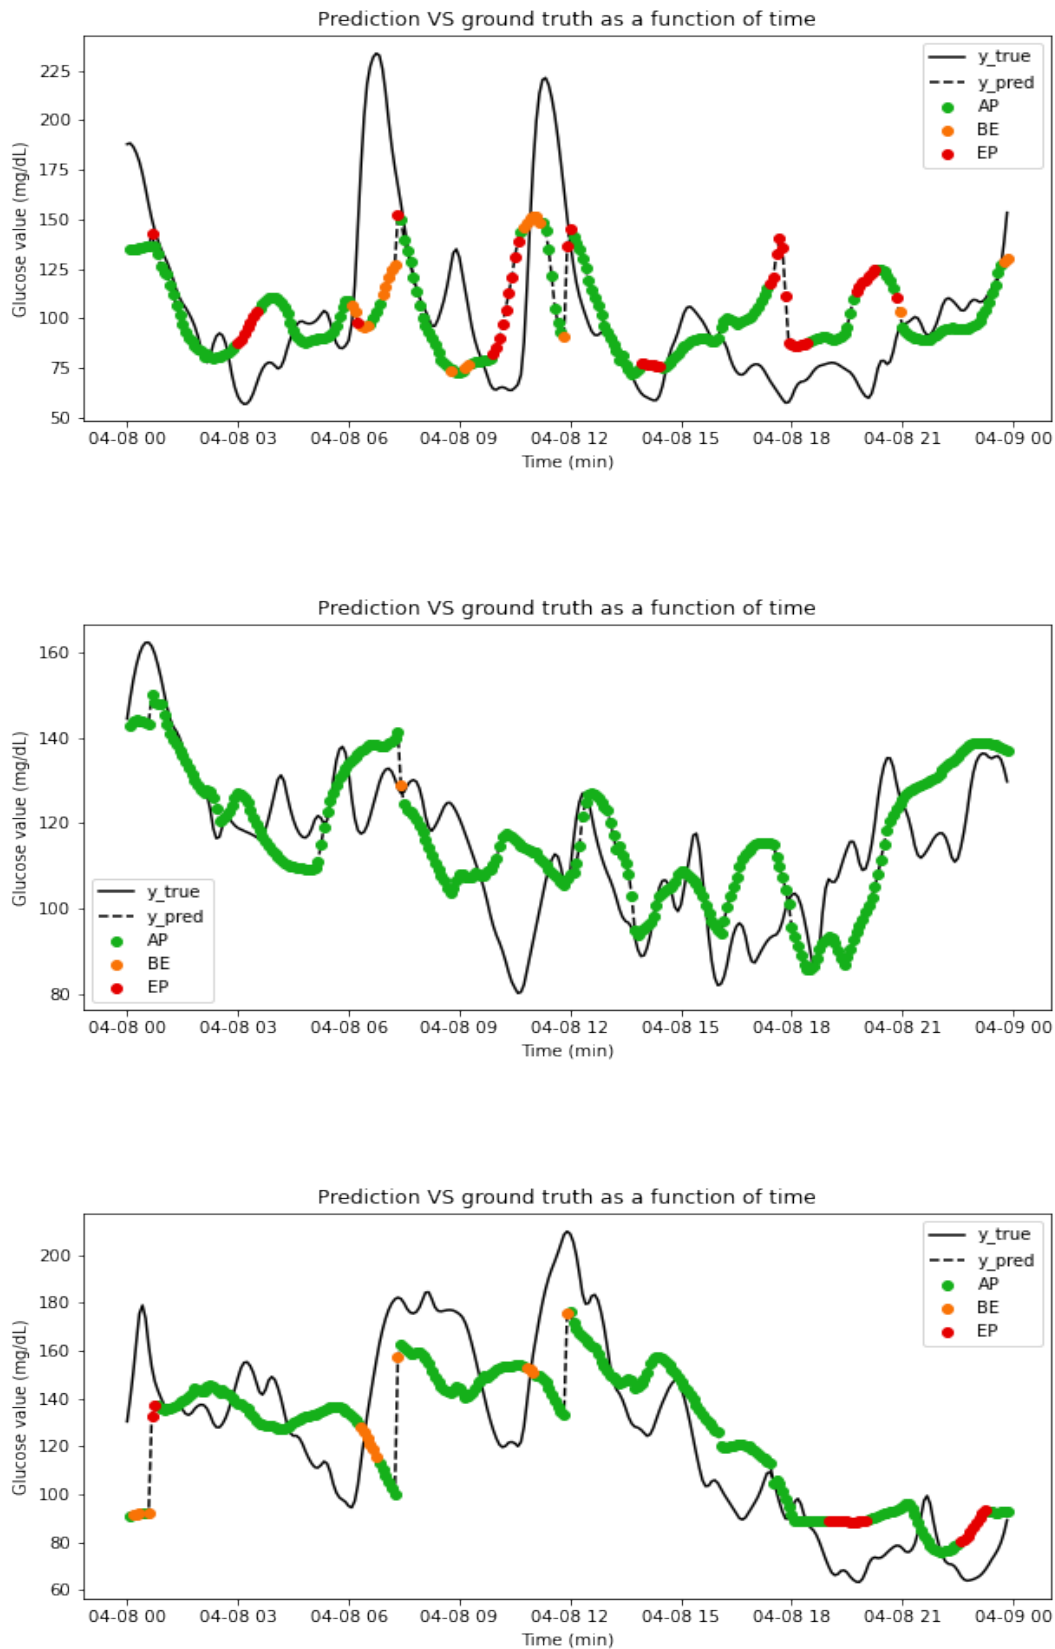 Prediction VS ground truth as a function of time
Glucose value (mg/dL)
225
200
175
150
125
100
75
50
y_true
y_pred
AP
BE
EP
04-08 00 04-08 03 04-08 06 04-08 09 04-08 12 04-08 15 04-08 18 04-08 21 04-09 00
Time (min)
Prediction VS ground truth as a function of time
Glucose value (mg/dL)
160
140
120
100
80
y_true
y_pred
AP
BE
EP
04-08 00 04-08 03 04-08 06 04-08 09 04-08 12 04-08 15 04-08 18 04-08 21 04-09 00
Time (min)
Prediction VS ground truth as a function of time
Glucose value (mg/dL)
200
180
160
140
120
100
80
60
y_true
y_pred
AP
BE
EP
04-08 00 04-08 03 04-08 06 04-08 09 04-08 12 04-08 15 04-08 18 04-08 21 04-09 00
Time (min)